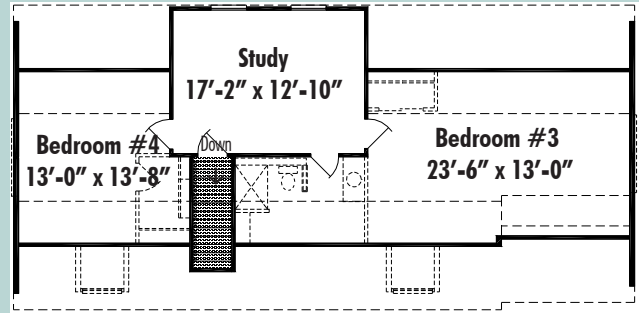 Study
17'-2" x 12'-10"
Bedroom #4
13'-0" x 13'-8"
Down
Bedroom #3
23'-6" x 13'-0"